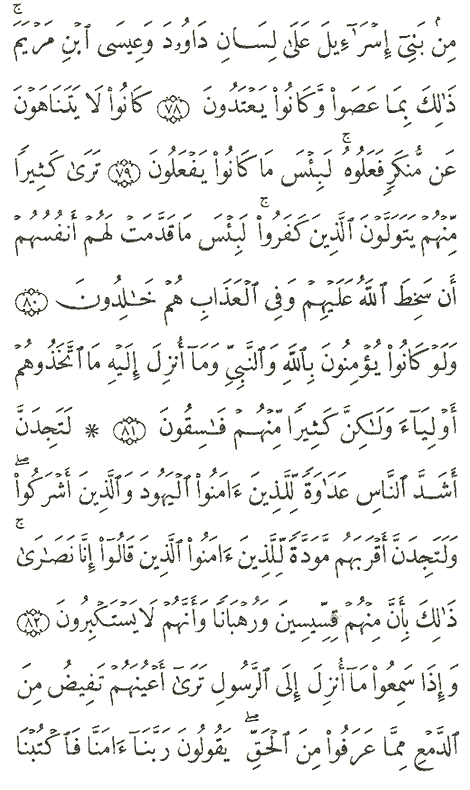 مِنۢ بَنِيٓ إِسۡرَٰٓءِيلَ عَلَىٰ لِسَانِ دَاوُۥدَ وَعِيسَى ٱبۡنِ مَرۡيَمَۚ
ذَٰلِكَ بِمَا عَصَواْ وَّكَانُواْ يَعۡتَدُونَ ٧٨ كَانُواْ لَا يَتَنَاهَوۡنَ
عَن مُّنكَرٖ فَعَلُوهُۚ لَبِئۡسَ مَا كَانُواْ يَفۡعَلُونَ ٧٩ تَرَىٰ كَثِيرٗا
مِّنۡهُمۡ يَتَوَلَّوۡنَ ٱلَّذِينَ كَفَرُواْۚ لَبِئۡسَ مَا قَدَّمَتۡ لَهُمۡ أَنفُسُهُمۡ
أَن سَخِطَ ٱللَّهُ عَلَيۡهِمۡ وَفِي ٱلۡعَذَابِ هُمۡ خَٰلِدُونَ ٨٠
وَلَوۡ كَانُواْ يُؤۡمِنُونَ بِٱللَّهِ وَٱلنَّبِيِّ وَمَآ أُنزِلَ إِلَيۡهِ مَا ٱتَّخَذُوهُمۡ
أَوۡلِيَآءَ وَلَٰكِنَّ كَثِيرٗا مِّنۡهُمۡ فَٰسِقُونَ ٨١ * لَتَجِدَنَّ
أَشَدَّ ٱلنَّاسِ عَدَٰوَةٗ لِّلَّذِينَ ءَامَنُواْ ٱلۡيَهُودَ وَٱلَّذِينَ أَشۡرَكُواْۖ
وَلَتَجِدَنَّ أَقۡرَبَهُم مَّوَدَّةٗ لِّلَّذِينَ ءَامَنُواْ ٱلَّذِينَ قَالُوٓاْ إِنَّا نَصَٰرَىٰۚ
ذَٰلِكَ بِأَنَّ مِنۡهُمۡ قِسِّيسِينَ وَرُهۡبَانٗا وَأَنَّهُمۡ لَا يَسۡتَكۡبِرُونَ ٨٢
وَإِذَا سَمِعُواْ مَآ أُنزِلَ إِلَى ٱلرَّسُولِ تَرَىٰٓ أَعۡيُنَهُمۡ تَفِيضُ مِنَ
ٱلدَّمۡعِ مِمَّا عَرَفُواْ مِنَ ٱلۡحَقِّۖ يَقُولُونَ رَبَّنَآ ءَامَنَّا فَٱكۡتُبۡنَا